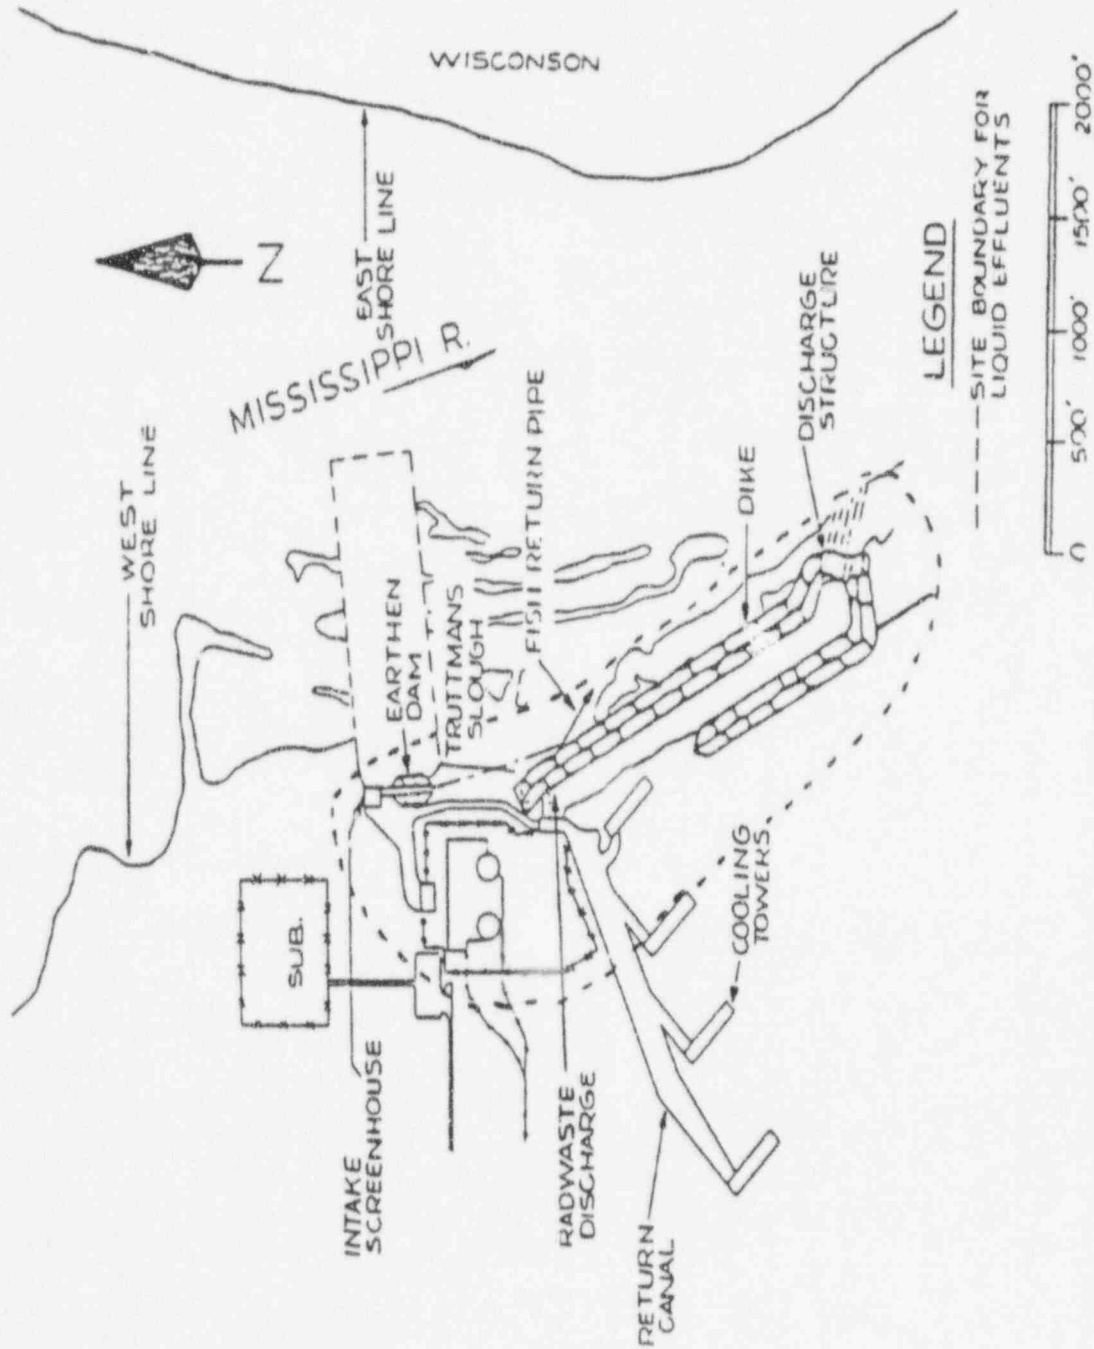 WEST
SHORE LINE
WISCONSON
EAST
SHORE LINE
N
MISSISSIPPI R.
SUB.
EARTHEN
DAM
TRUTTMANS
SLOUGH
FISH RETURN PIPE
INTAKE
SCREENHOUSE
DIKE
DISCHARGE
STRUCTURE
RADWASTE
DISCHARGE
COOLING
TOWERS
RETURN
CANAL
LEGEND
SITE BOUNDARY FOR
LIQUID EFFLUENTS
0 500' 1000' 1500' 2000'